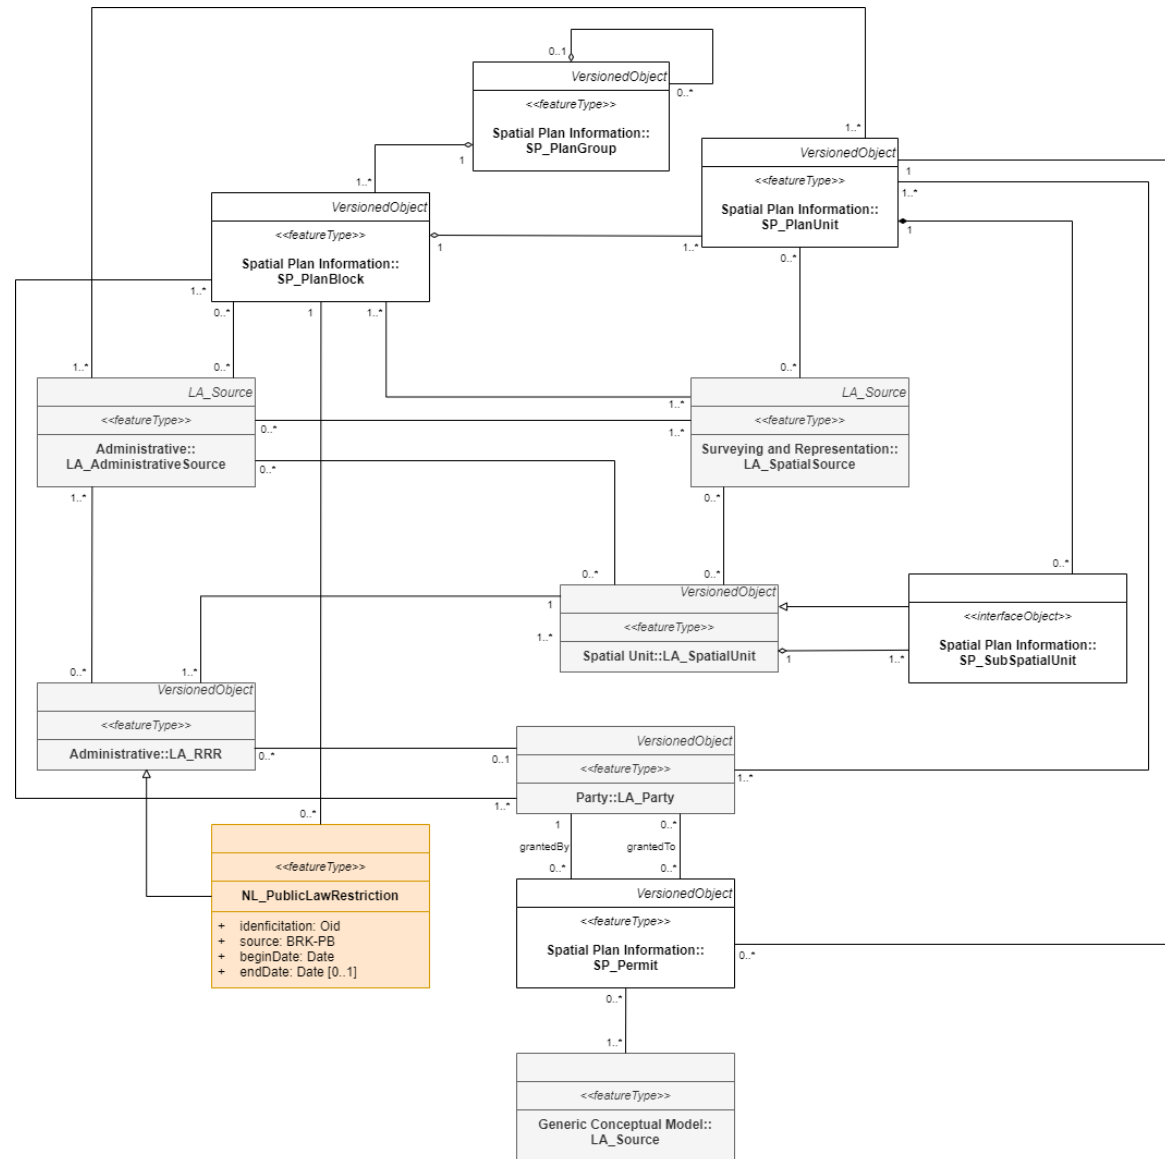 0..1
VersionedObject
<<featureType>>
0..*
Spatial Plan Information::
SP_PlanGroup
1
1..*
1..*
VersionedObject
<<featureType>>
Spatial Plan Information::
SP_PlanUnit
1
1..*
1
0..*
1..*
VersionedObject
<<featureType>>
Spatial Plan Information::
SP_PlanBlock
1
1..*
0..*
1
1..*
1..*
0..*
0..*
LA_Source
<<featureType>>
Administrative::
LA_AdministrativeSource
0..*
0..*
1..*
LA_Source
<<featureType>>
Surveying and Representation::
LA_SpatialSource
1..*
1..*
0..*
0..*
0..*
0..*
VersionedObject
<<featureType>>
Spatial Unit::LA_SpatialUnit
1
1..*
1
1..*
0..*
<<interfaceObject>>
Spatial Plan Information::
SP_SubSpatialUnit
0..*
1..*
VersionedObject
<<featureType>>
Administrative::LA_RRR
0..*
0..1
1..*
VersionedObject
<<featureType>>
Party::LA_Party
1..*
0..*
<<featureType>>
NL_PublicLawRestriction
+ idenficitation: Oid
+ source: BRK-PB
+ beginDate: Date
+ endDate: Date [0..1]
1
0..*
grantedBy
grantedTo
0..*
0..*
VersionedObject
<<featureType>>
Spatial Plan Information::
SP_Permit
0..*
0..*
1..*
<<featureType>>
Generic Conceptual Model::
LA_Source